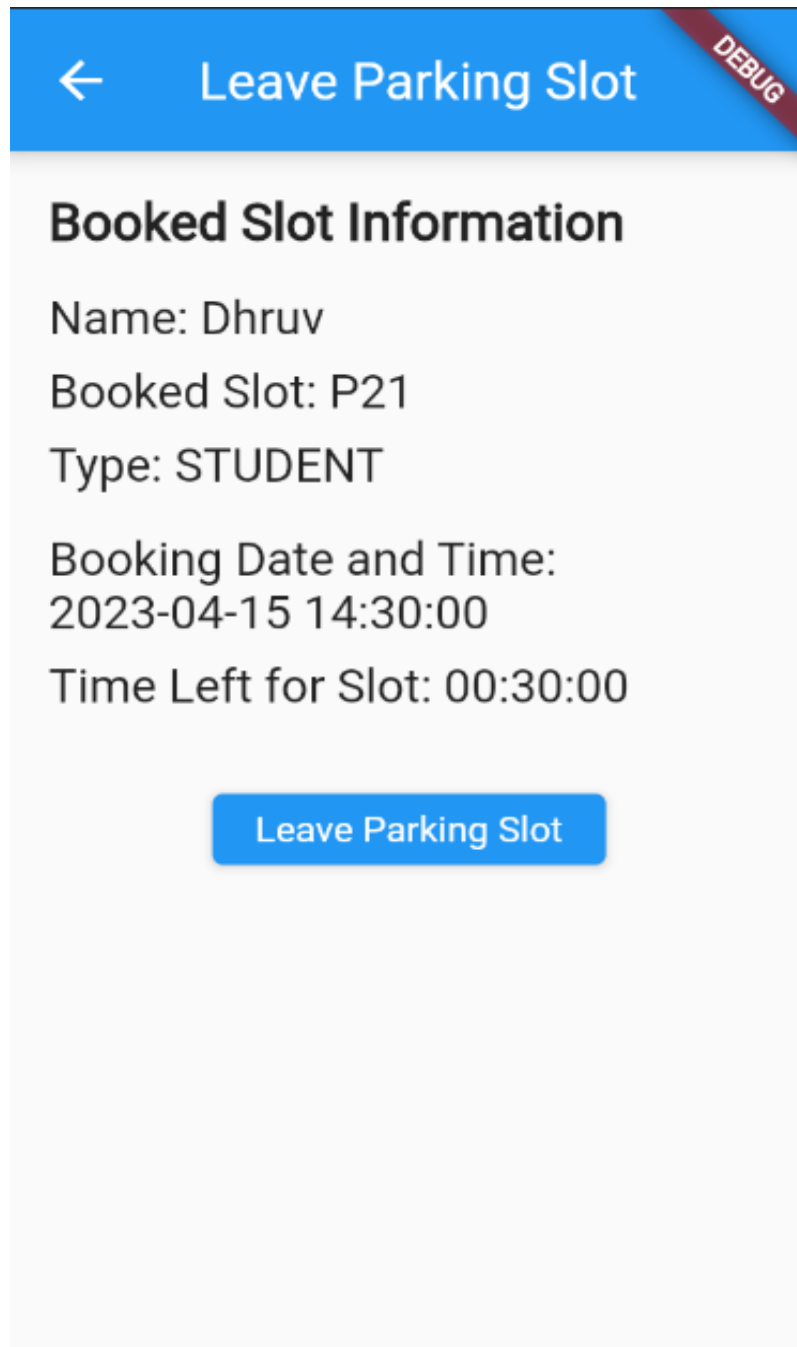 Leave Parking Slot
DEBUG
Booked Slot Information
Name: Dhruv
Booked Slot: P21
Type: STUDENT
Booking Date and Time:
2023-04-15 14:30:00
Time Left for Slot: 00:30:00
Leave Parking Slot